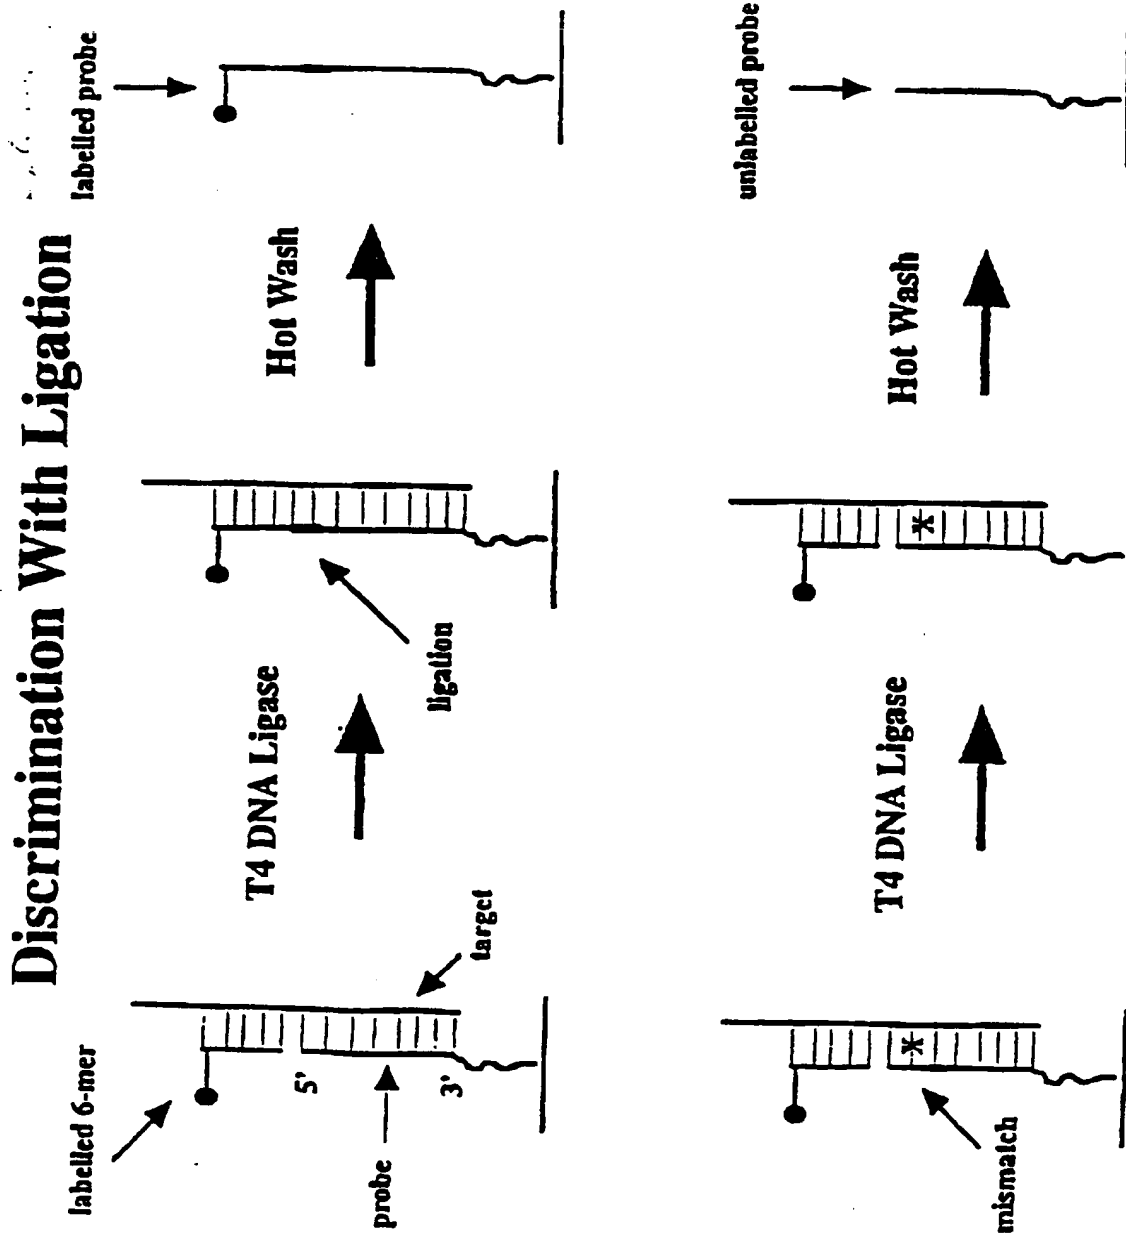 Discrimination With Ligation
labelled 6-mer
probe
5'
3'
target
T4 DNA Ligase
ligation
Hot Wash
labelled probe
mismatch
X
T4 DNA Ligase
X
Hot Wash
unlabelled probe